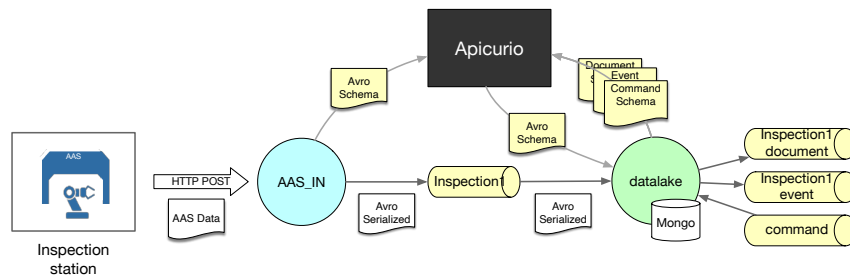 Apicurio
Avro
Schema
Document
S
Event
S
Command
Schema
Avro
Schema
AAS
HTTP POST
AAS_IN
Inspection1
datalake
Inspection1
document
Inspection1
event
command
AAS Data
Avro
Serialized
Avro
Serialized
Mongo
Inspection
station